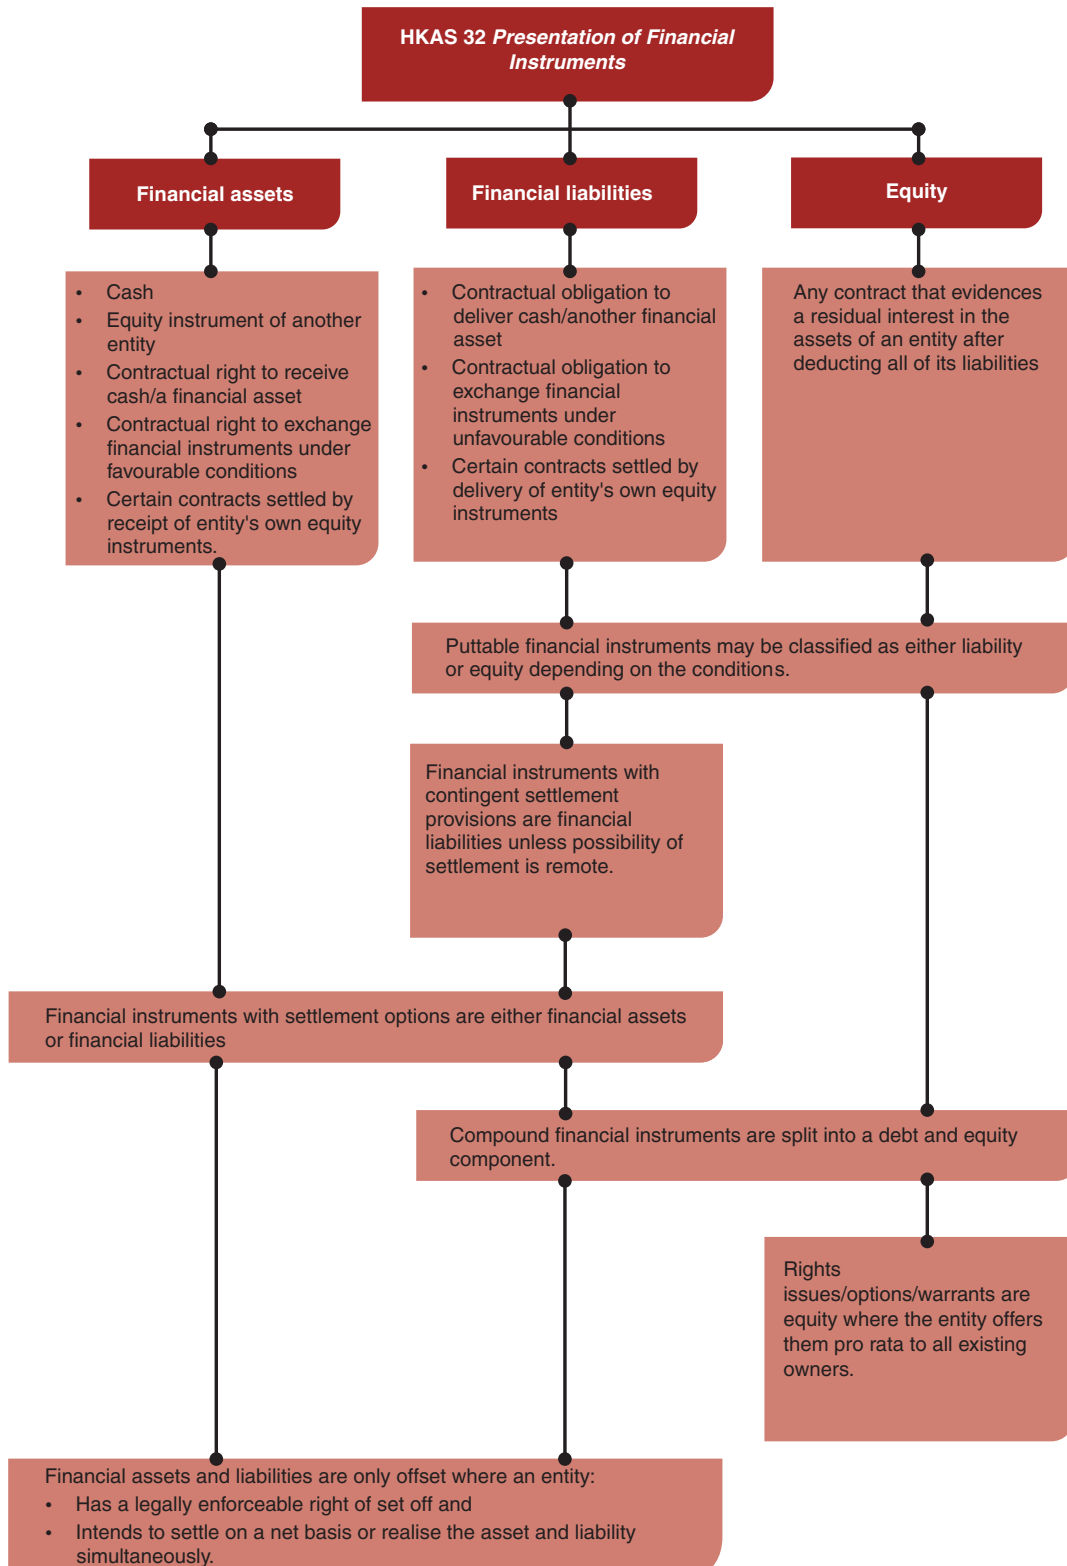 HKAS 32 Presentation of Financial
Instruments
Financial assets
Financial liabilities
Equity
• Cash
• Equity instrument of another
entity
• Contractual right to receive
cash/a financial asset
• Contractual right to exchange
financial instruments under
favourable conditions
• Certain contracts settled by
receipt of entity's own equity
instruments.
• Contractual obligation to
deliver cash/another financial
asset
• Contractual obligation to
exchange financial
instruments under
unfavourable conditions
• Certain contracts settled by
delivery of entity's own equity
instruments
Any contract that evidences
a residual interest in the
assets of an entity after
deducting all of its liabilities
Puttable financial instruments may be classified as either liability
or equity depending on the conditions.
Financial instruments with
contingent settlement
provisions are financial
liabilities unless possibility of
settlement is remote.
Financial instruments with settlement options are either financial assets
or financial liabilities
Compound financial instruments are split into a debt and equity
component.
Rights
issues/options/warrants are
equity where the entity offers
them pro rata to all existing
owners.
Financial assets and liabilities are only offset where an entity:
• Has a legally enforceable right of set off and
• Intends to settle on a net basis or realise the asset and liability
simultaneously.